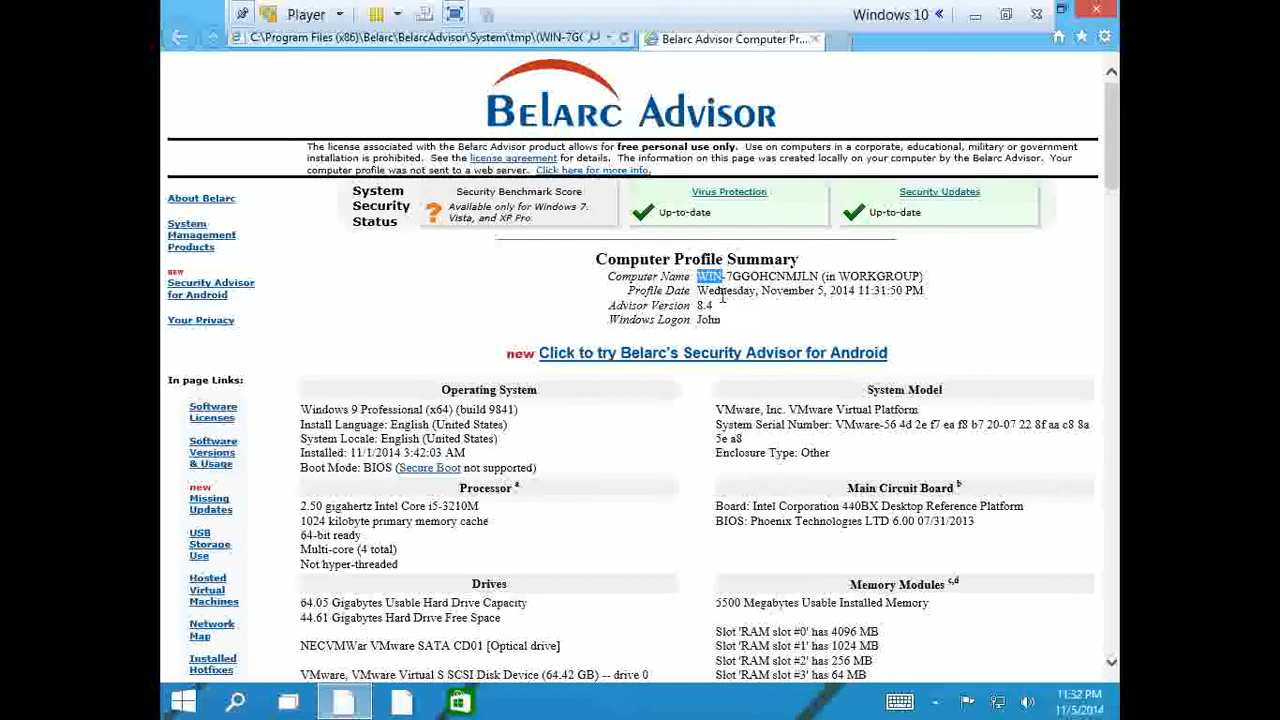 Player
Windows 10
C:\Program Files (x86)\Belarc\BelarcAdvisor\System\tmp\(WIN-7GG
Belarc Advisor Computer Pr...
BELARC ADVISOR
The license associated with the Belarc Advisor product allows for free personal use only. Use on computers in a corporate, educational, military or government
installation is prohibited. See the license agreement for details. The information on this page was created locally on your computer by the Belarc Advisor. Your
computer profile was not sent to a web server. Click here for more info.
About Belarc
System
Management
Products
NEW
Security Advisor
for Android
Your Privacy
In page Links:
Software
Licenses
Software
Versions
& Usage
new
Missing
Updates
USB
Storage
Use
Hosted
Virtual
Machines
Network
Map
Installed
Hotfixes
System
Security
Status
Security Benchmark Score
Available only for Windows 7,
Vista, and XP Pro
Virus Protection
Up-to-date
Security Updates
Up-to-date
Computer Profile Summary
Computer Name WIN-7GGOHCNMJLN (in WORKGROUP)
Profile Date Wednesday, November 5, 2014 11:31:50 PM
Advisor Version 8.4
Windows Logon John
new Click to try Belarc's Security Advisor for Android
Operating System
Windows 9 Professional (x64) (build 9841)
Install Language: English (United States)
System Locale: English (United States)
Installed: 11/1/2014 3:42:03 AM
Boot Mode: BIOS (Secure Boot not supported)
System Model
VMware, Inc. VMware Virtual Platform
System Serial Number: VMware-56 4d 2e f7 ea f8 b7 20-07 22 8f aa c8 8a
5e a8
Enclosure Type: Other
Processor a
2.50 gigahertz Intel Core i5-3210M
1024 kilobyte primary memory cache
64-bit ready
Multi-core (4 total)
Not hyper-threaded
Main Circuit Board b
Board: Intel Corporation 440BX Desktop Reference Platform
BIOS: Phoenix Technologies LTD 6.00 07/31/2013
Drives
64.05 Gigabytes Usable Hard Drive Capacity
44.61 Gigabytes Hard Drive Free Space
NECVMWar VMware SATA CD01 [Optical drive]
VMware, VMware Virtual S SCSI Disk Device (64.42 GB) -- drive 0
Memory Modules c,d
5500 Megabytes Usable Installed Memory
Slot 'RAM slot #0' has 4096 MB
Slot 'RAM slot #1' has 1024 MB
Slot 'RAM slot #2' has 256 MB
Slot 'RAM slot #3' has 64 MB
11:32 PM
11/5/2014